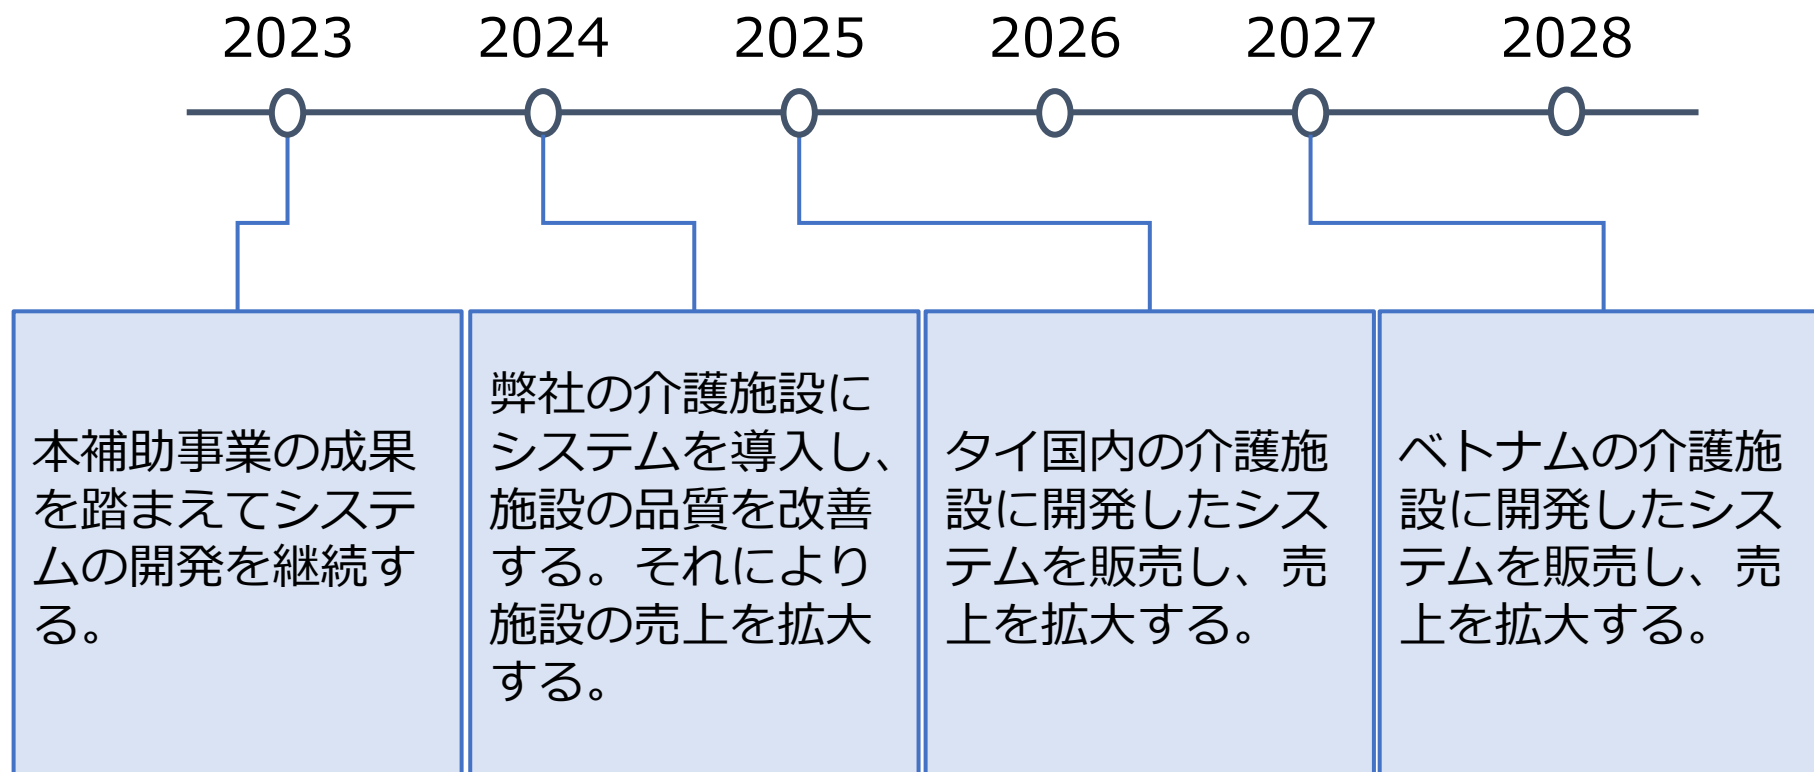 2023 2024 2025 2026 2027 2028
本補助事業の成果
を踏まえてシステ
ムの開発を継続す
る。
弊社の介護施設に
システムを導入し、
施設の品質を改善
する。それにより
施設の売上を拡大
する。
タイ国内の介護施
設に開発したシス
テムを販売し、売
上を拡大する。
ベトナムの介護施
設に開発したシス
テムを販売し、売
上を拡大する。